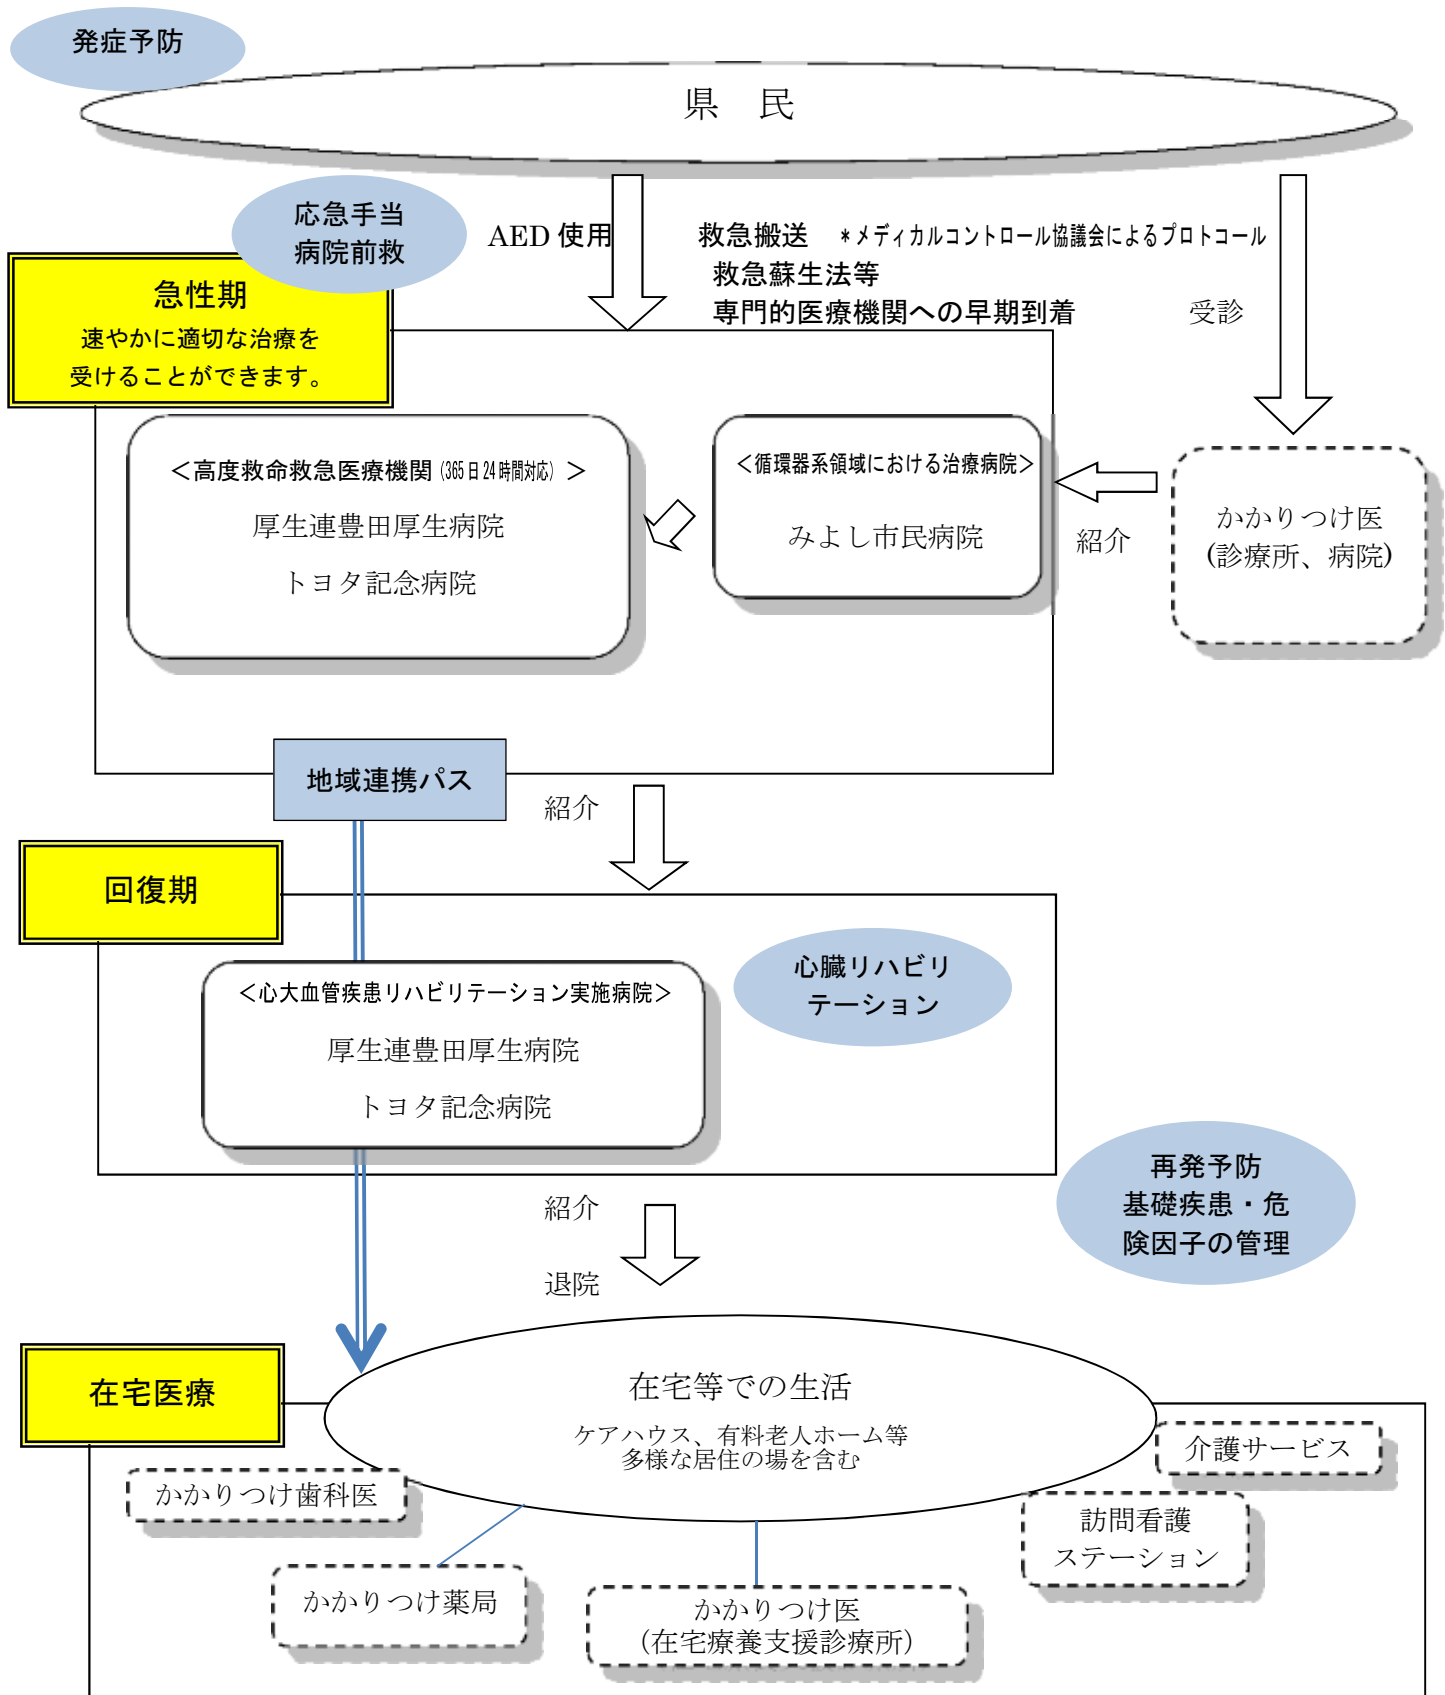 発症予防
県　民
応急手当
病院前救
AED 使用
救急搬送　＊メディカルコントロール協議会によるプロトコール
救急蘇生法等
専門的医療機関への早期到着
受診
急性期
速やかに適切な治療を
受けることができます。
＜高度救命救急医療機関（365 日 24 時間対応）＞
厚生連豊田厚生病院
トヨタ記念病院
＜循環器系領域における治療病院＞
みよし市民病院
紹介
かかりつけ医
(診療所、病院)
地域連携パス
紹介
回復期
心臓リハビリ
テーション
＜心大血管疾患リハビリテーション実施病院＞
厚生連豊田厚生病院
トヨタ記念病院
再発予防
基礎疾患・危
険因子の管理
紹介
退院
在宅医療
在宅等での生活
ケアハウス、有料老人ホーム等
多様な居住の場を含む
介護サービス
かかりつけ歯科医
訪問看護
ステーション
かかりつけ薬局
かかりつけ医
（在宅療養支援診療所）